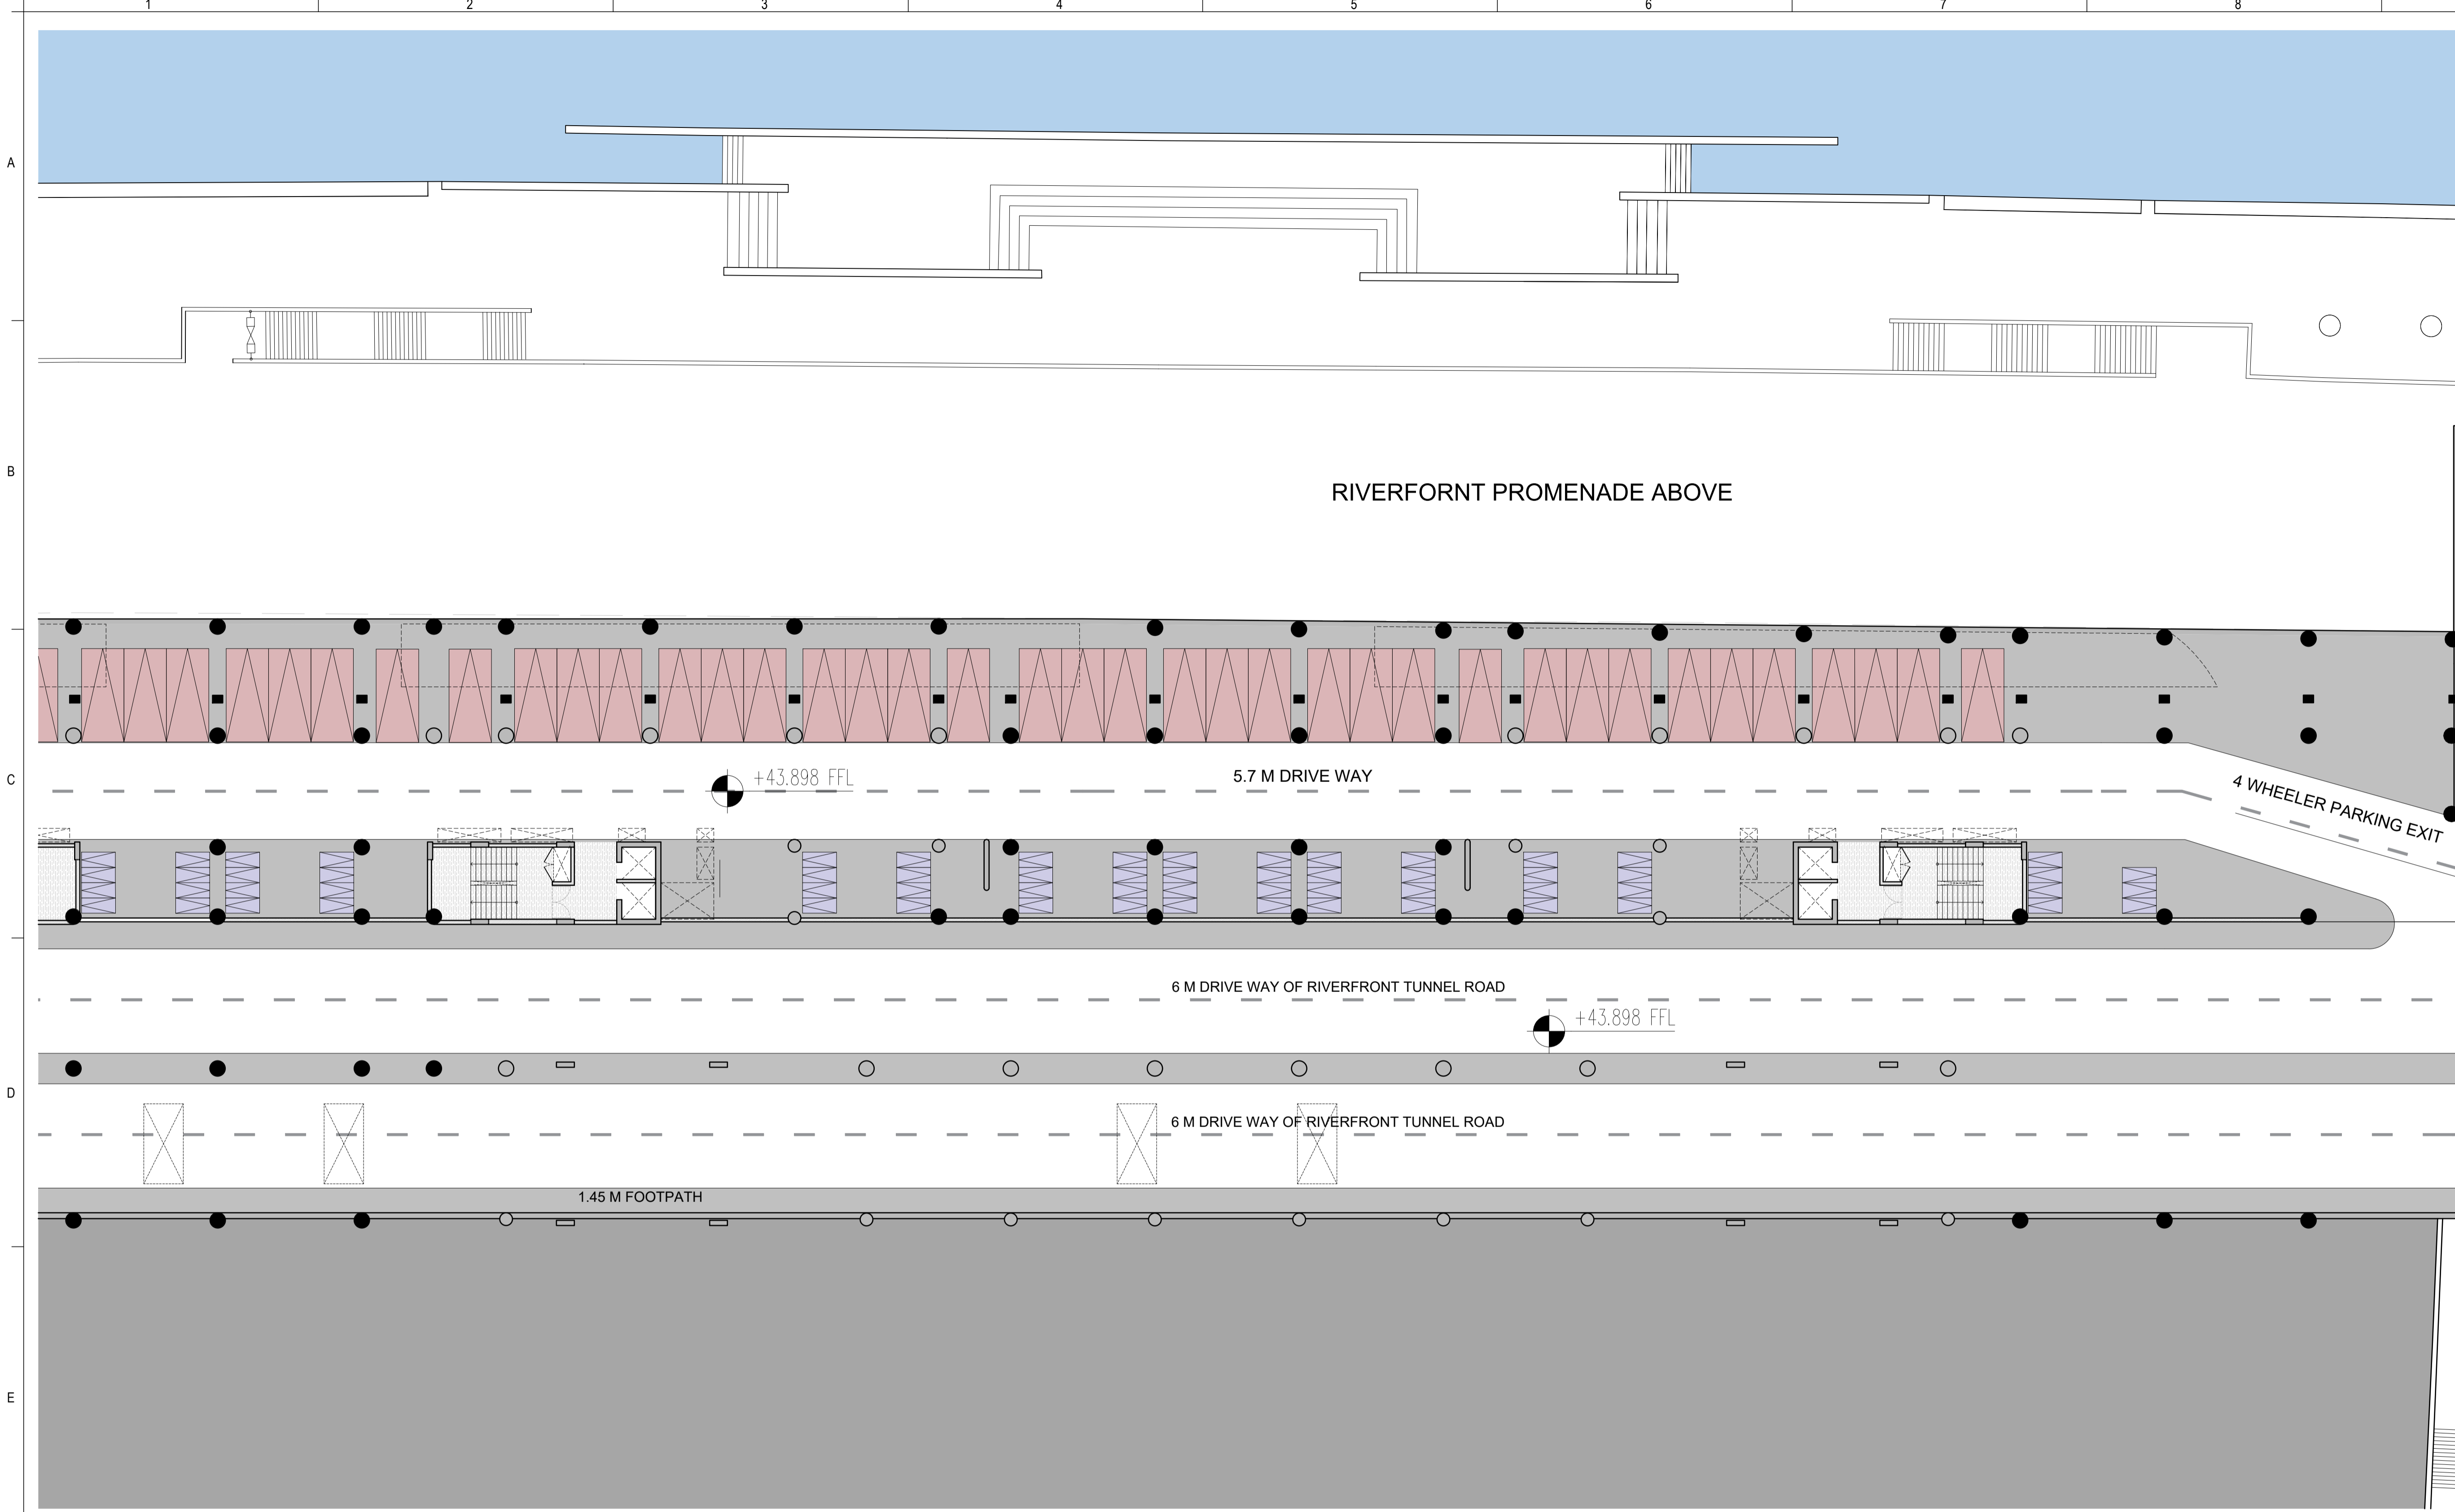 1 2 3 4 5 6 7 8
A
B
RIVERFORNT PROMENADE ABOVE
C
+43.898 FFL
5.7 M DRIVE WAY
4 WHEELER PARKING EXIT
6 M DRIVE WAY OF RIVERFRONT TUNNEL ROAD
+43.898 FFL
D
6 M DRIVE WAY OF RIVERFRONT TUNNEL ROAD
1.45 M FOOTPATH
E